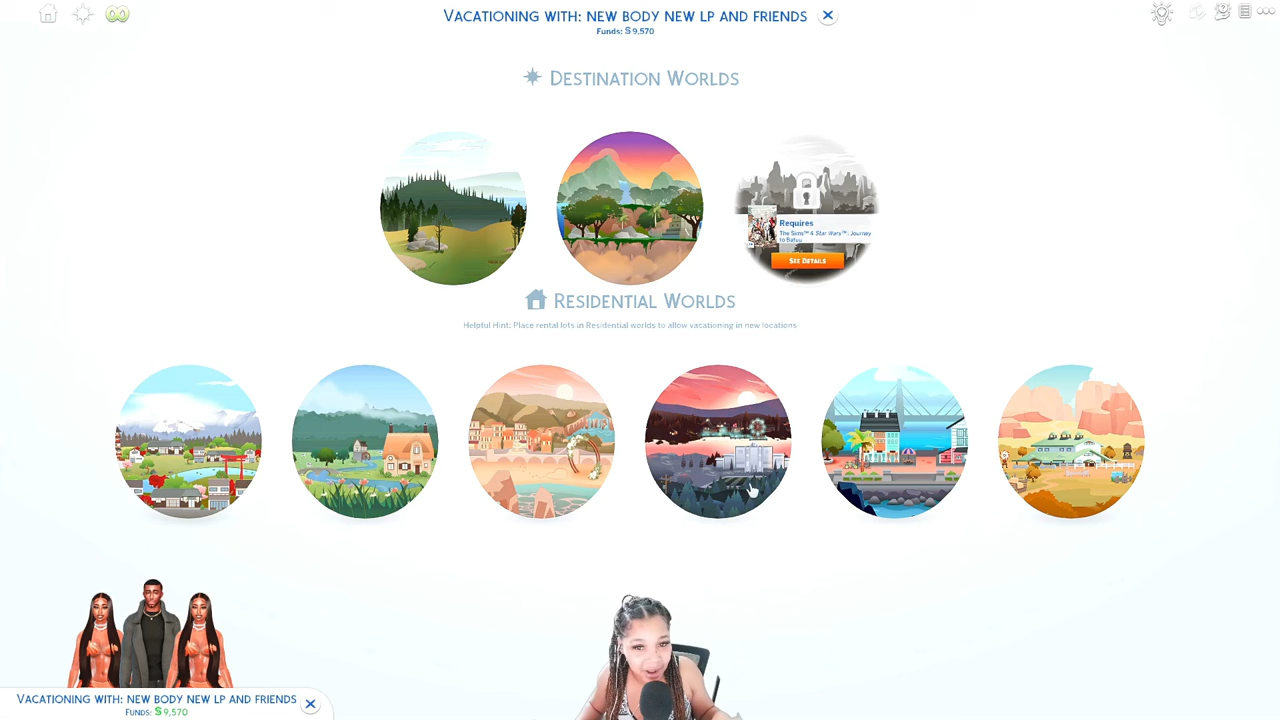 VACATIONING WITH: NEW BODY NEW LP AND FRIENDS
Funds: $9,570
DESTINATION WORLDS
Requires
The Sims™ 4 Star Wars™: Journey
to Batuu
SEE DETAILS
RESIDENTIAL WORLDS
Helpful Hint: Place rental lots in Residential worlds to allow vacationing in new locations
VACATIONING WITH: NEW BODY NEW LP AND FRIENDS
FUNDS: $9,570